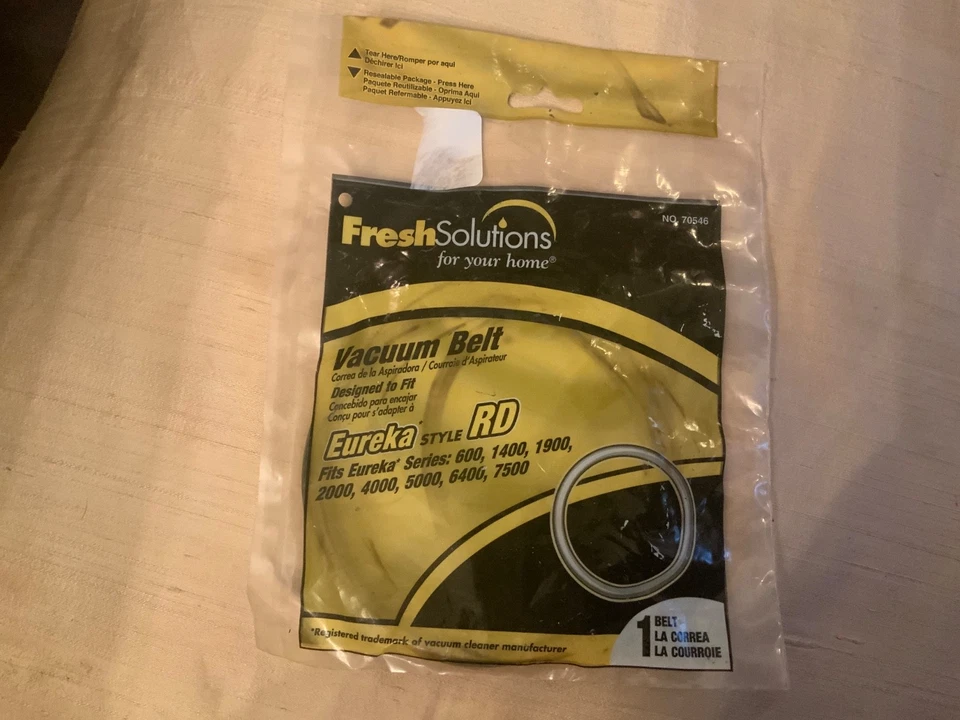 Tear Here/Romper por aqui
Déchirer Ici
Resealable Package - Press Here
Paquete Reutilizable - Oprima Aqui
Paquet Refermable - Appuyez Ici
NO. 70546
FreshSolutions
for your home®
Vacuum Belt
Correa de la Aspiradora / Courroie d'Aspirateur
Designed to Fit
Concebido para encajar
Conçu pour s'adapter à
Eureka* STYLE RD
Fits Eureka* Series: 600, 1400, 1900,
2000, 4000, 5000, 6400, 7500
*Registered trademark of vacuum cleaner manufacturer
1 BELT
LA CORREA
LA COURROIE